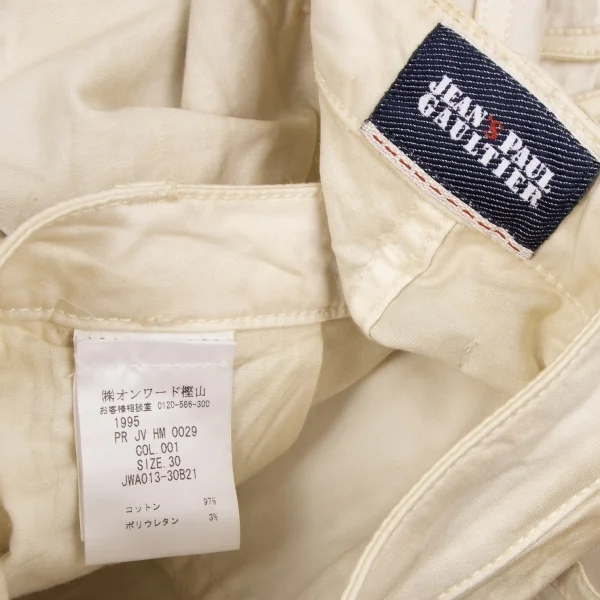 JEAN'S PAUL
GAULTIER
㈱オンワード樫山
お客様相談室 0120-586-300
1995
PR JV HM 0029
COL.001
SIZE.30
JWA013-30B21
コットン 97%
ポリウレタン 3%